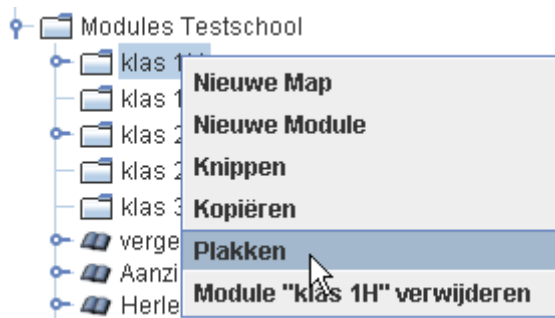 Modules Testschool
klas 1H
klas 1
klas 2
klas 2
klas 3
verge
Aanzi
Herle
Nieuwe Map
Nieuwe Module
Knippen
Kopiëren
Plakken
Module "klas 1H" verwijderen